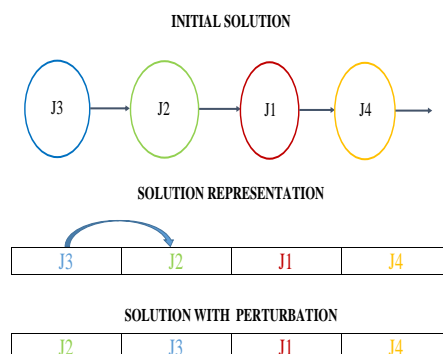 INITIAL SOLUTION
J3 J2 J1 J4
SOLUTION REPRESENTATION
J3 J2 J1 J4
SOLUTION WITH PERTURBATION
J2 J3 J1 J4